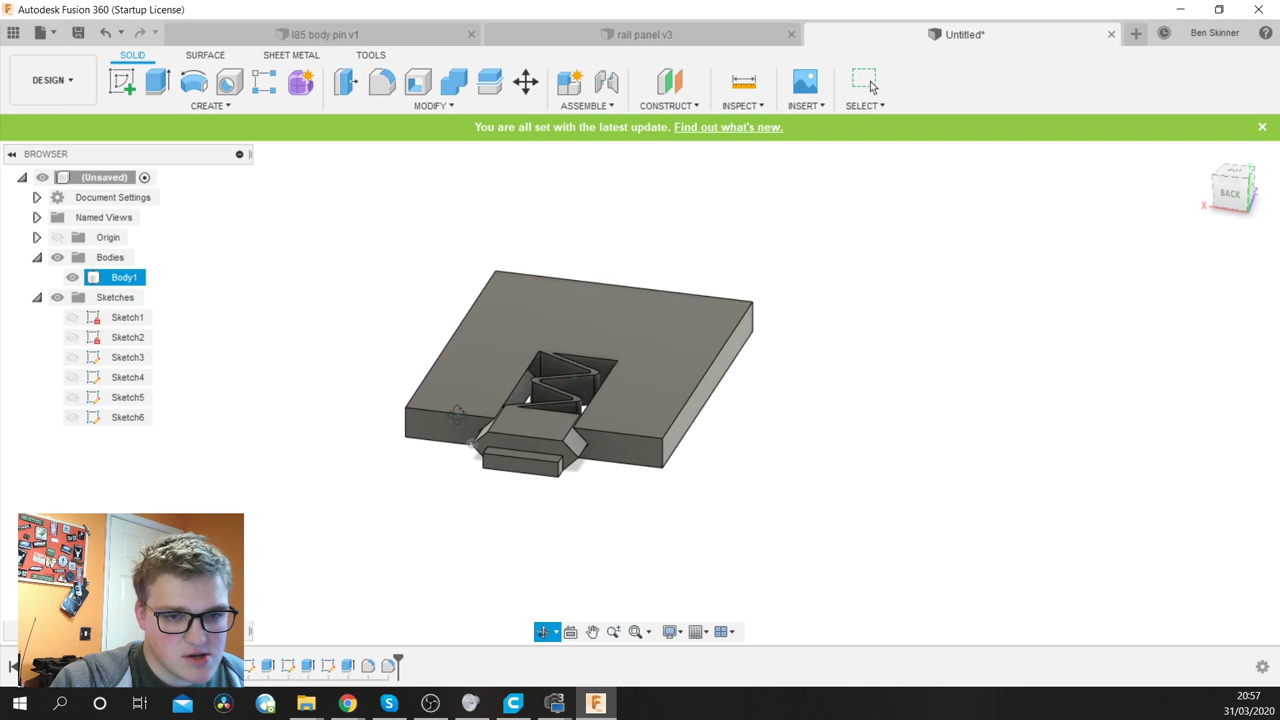 Autodesk Fusion 360 (Startup License)
I85 body pin v1
rail panel v3
Untitled*
Ben Skinner
DESIGN
SOLID
SURFACE
SHEET METAL
TOOLS
CREATE
MODIFY
ASSEMBLE
CONSTRUCT
INSPECT
INSERT
SELECT
You are all set with the latest update. Find out what's new.
BROWSER
(Unsaved)
Document Settings
Named Views
Origin
Bodies
Body1
Sketches
Sketch1
Sketch2
Sketch3
Sketch4
Sketch5
Sketch6
BACK
X
20:57
31/03/2020